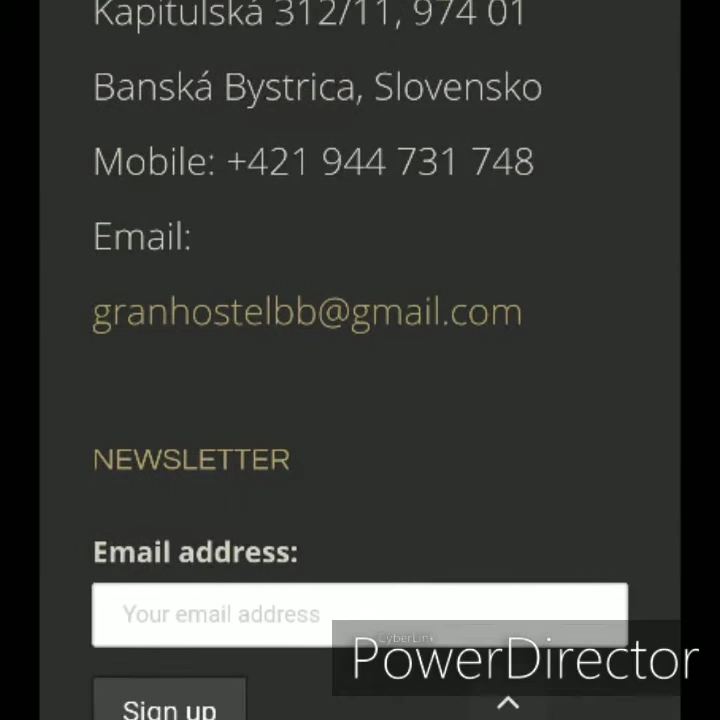 Kapitulská 312/11, 974 01
Banská Bystrica, Slovensko
Mobile: +421 944 731 748
Email:
granhostelbb@gmail.com
NEWSLETTER
Email address:
Your email address
CyberLink
PowerDirector
Sign up